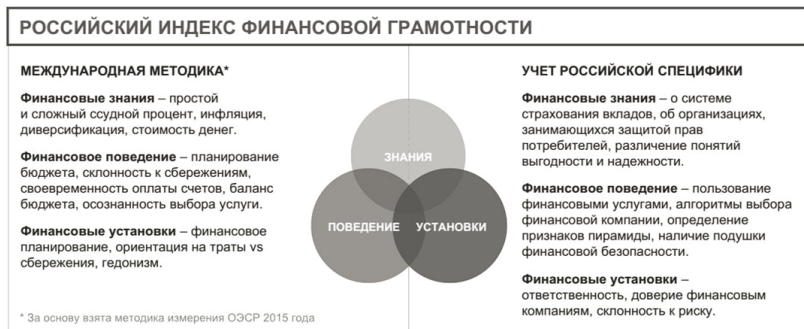 РОССИЙСКИЙ ИНДЕКС ФИНАНСОВОЙ ГРАМОТНОСТИ
МЕЖДУНАРОДНАЯ МЕТОДИКА*
Финансовые знания – простой
и сложный ссудной процент, инфляция,
диверсификация, стоимость денег.
Финансовое поведение – планирование
бюджета, склонность к сбережениям,
своевременность оплаты счетов, баланс
бюджета, осознанность выбора услуги.
Финансовые установки – финансовое
планирование, ориентация на траты vs
сбережения, гедонизм.
* За основу взята методика измерения ОЭСР 2015 года
ЗНАНИЯ
ПОВЕДЕНИЕ
УСТАНОВКИ
УЧЕТ РОССИЙСКОЙ СПЕЦИФИКИ
Финансовые знания – о системе
страхования вкладов, об организациях,
занимающихся защитой прав
потребителей, различение понятий
выгодности и надежности.
Финансовое поведение – пользование
финансовыми услугами, алгоритмы выбора
финансовой компании, определение
признаков пирамиды, наличие подушки
финансовой безопасности.
Финансовые установки –
ответственность, доверие финансовым
компаниям, склонность к риску.